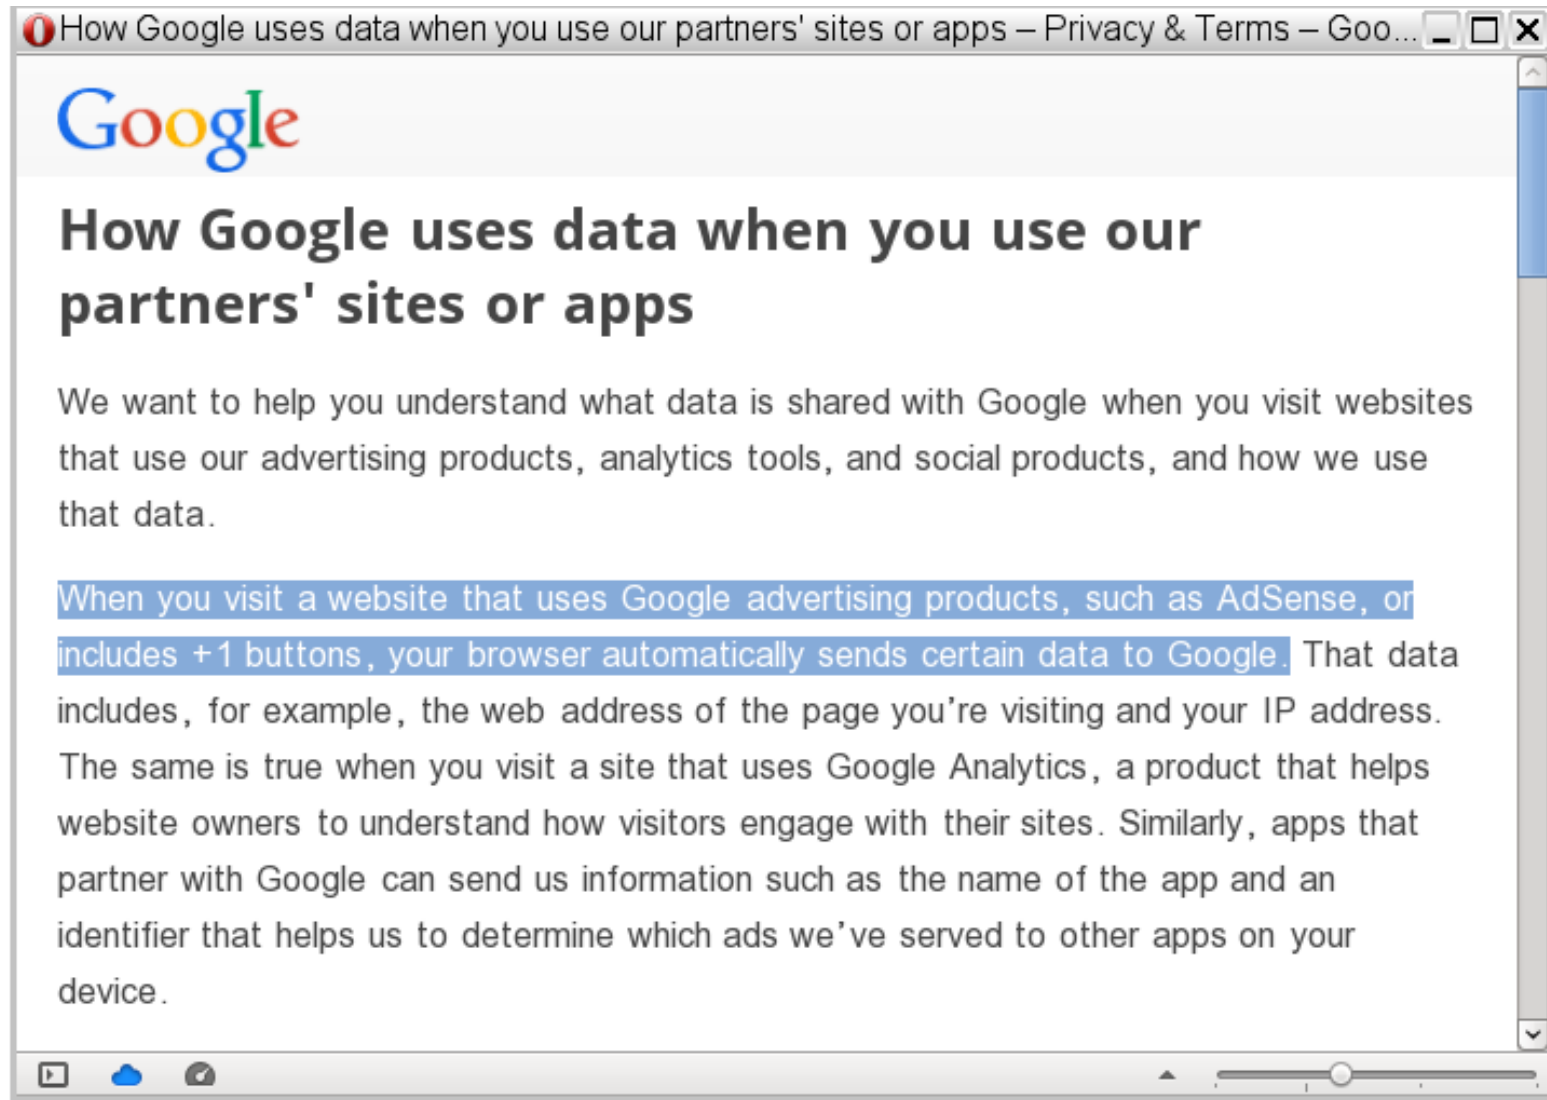 How Google uses data when you use our partners' sites or apps – Privacy & Terms – Goo...
Google
How Google uses data when you use our
partners' sites or apps
We want to help you understand what data is shared with Google when you visit websites
that use our advertising products, analytics tools, and social products, and how we use
that data.
When you visit a website that uses Google advertising products, such as AdSense, or
includes +1 buttons, your browser automatically sends certain data to Google. That data
includes, for example, the web address of the page you’re visiting and your IP address.
The same is true when you visit a site that uses Google Analytics, a product that helps
website owners to understand how visitors engage with their sites. Similarly, apps that
partner with Google can send us information such as the name of the app and an
identifier that helps us to determine which ads we’ve served to other apps on your
device.